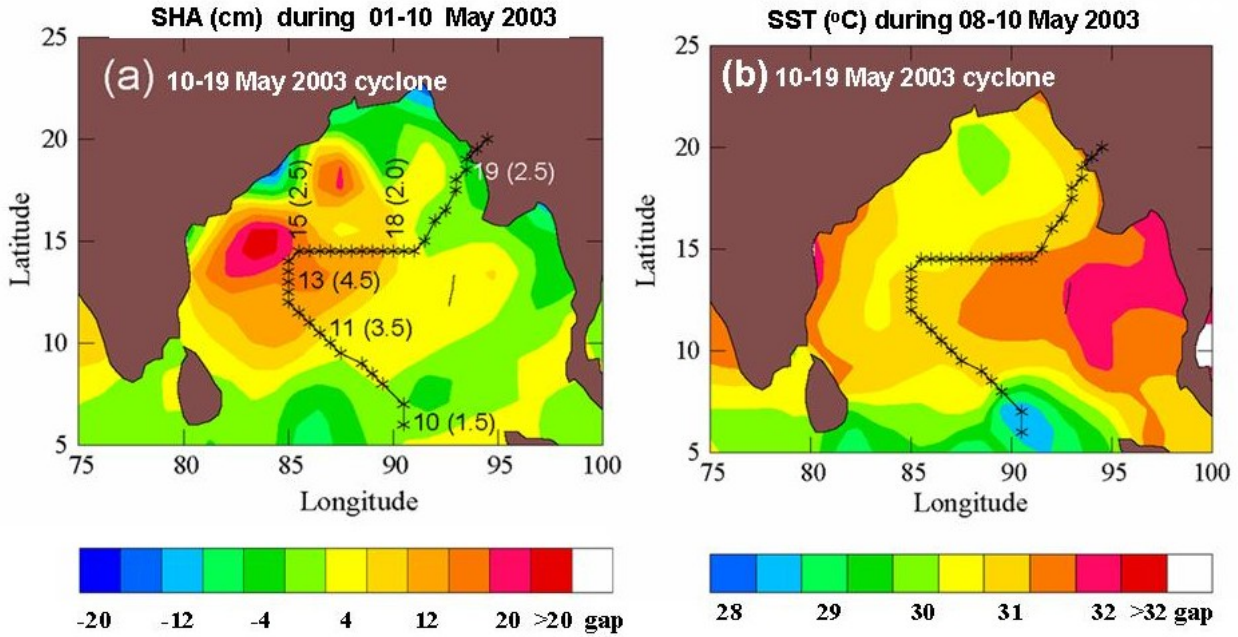 SHA (cm) during 01-10 May 2003
(a) 10-19 May 2003 cyclone
25
20
15
10
5
Latitude
15 (2.5)
18 (2.0)
19 (2.5)
13 (4.5)
11 (3.5)
10 (1.5)
75 80 85 90 95 100
Longitude
-20 -12 -4 4 12 20 >20 gap
SST (ºC) during 08-10 May 2003
(b) 10-19 May 2003 cyclone
25
20
15
10
5
Latitude
75 80 85 90 95 100
Longitude
28 29 30 31 32 >32 gap